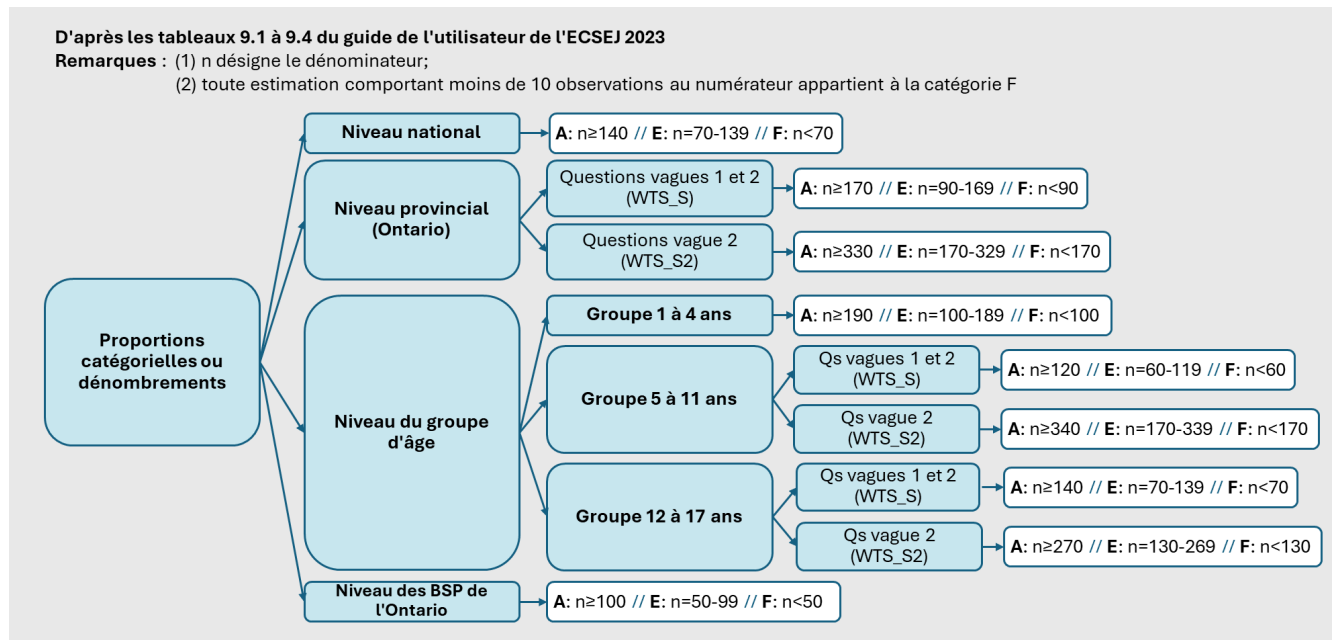 D'après les tableaux 9.1 à 9.4 du guide de l'utilisateur de l'ECSEJ 2023
Remarques : (1) n désigne le dénominateur;
(2) toute estimation comportant moins de 10 observations au numérateur appartient à la catégorie F
Proportions
catégorielles ou
dénombrements
Niveau national
A: n≥140 // E: n=70-139 // F: n<70
Niveau provincial
(Ontario)
Questions vagues 1 et 2
(WTS_S)
A: n≥170 // E: n=90-169 // F: n<90
Questions vague 2
(WTS_S2)
A: n≥330 // E: n=170-329 // F: n<170
Niveau du groupe
d'âge
Groupe 1 à 4 ans
A: n≥190 // E: n=100-189 // F: n<100
Groupe 5 à 11 ans
Qs vagues 1 et 2
(WTS_S)
A: n≥120 // E: n=60-119 // F: n<60
Qs vague 2
(WTS_S2)
A: n≥340 // E: n=170-339 // F: n<170
Groupe 12 à 17 ans
Qs vagues 1 et 2
(WTS_S)
A: n≥140 // E: n=70-139 // F: n<70
Qs vague 2
(WTS_S2)
A: n≥270 // E: n=130-269 // F: n<130
Niveau des BSP de
l'Ontario
A: n≥100 // E: n=50-99 // F: n<50